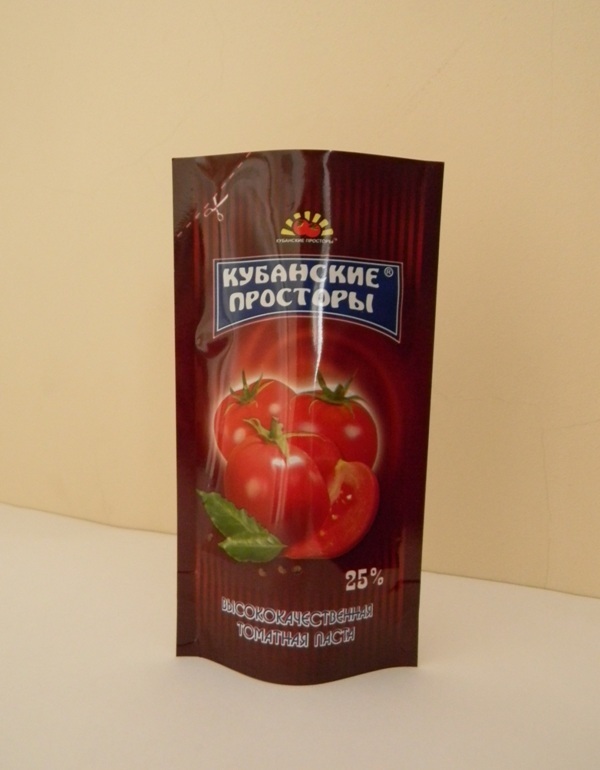 КУБАНСКИЕ ПРОСТОРЫ
КУБАНСКИЕ®
ПРОСТОРЫ
25%
ВЫСОКОКАЧЕСТВЕННАЯ
ТОМАТНАЯ ПАСТА